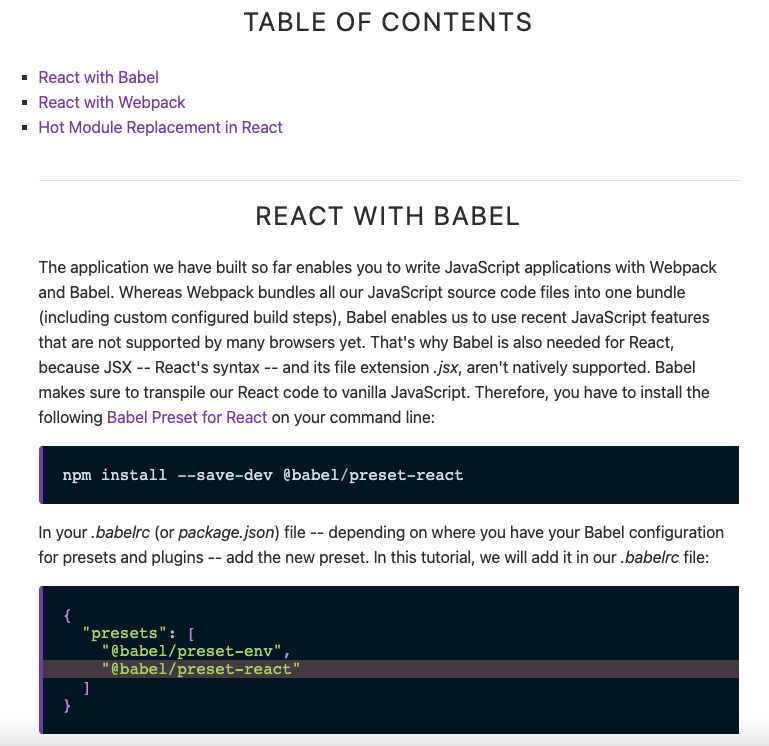 TABLE OF CONTENTS
React with Babel
React with Webpack
Hot Module Replacement in React
REACT WITH BABEL
The application we have built so far enables you to write JavaScript applications with Webpack
and Babel. Whereas Webpack bundles all our JavaScript source code files into one bundle
(including custom configured build steps), Babel enables us to use recent JavaScript features
that are not supported by many browsers yet. That's why Babel is also needed for React,
because JSX -- React's syntax -- and its file extension .jsx, aren't natively supported. Babel
makes sure to transpile our React code to vanilla JavaScript. Therefore, you have to install the
following Babel Preset for React on your command line:
npm install --save-dev @babel/preset-react
In your .babelrc (or package.json) file -- depending on where you have your Babel configuration
for presets and plugins -- add the new preset. In this tutorial, we will add it in our .babelrc file:
{
"presets": [
"@babel/preset-env",
"@babel/preset-react"
]
}